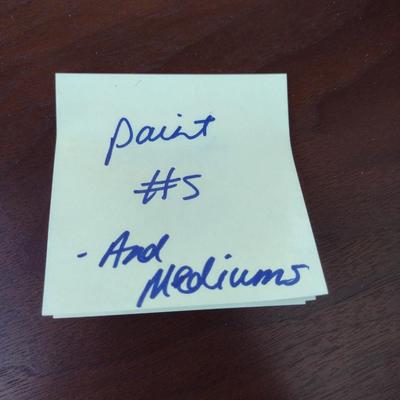 paint
#5
- And
Mediums